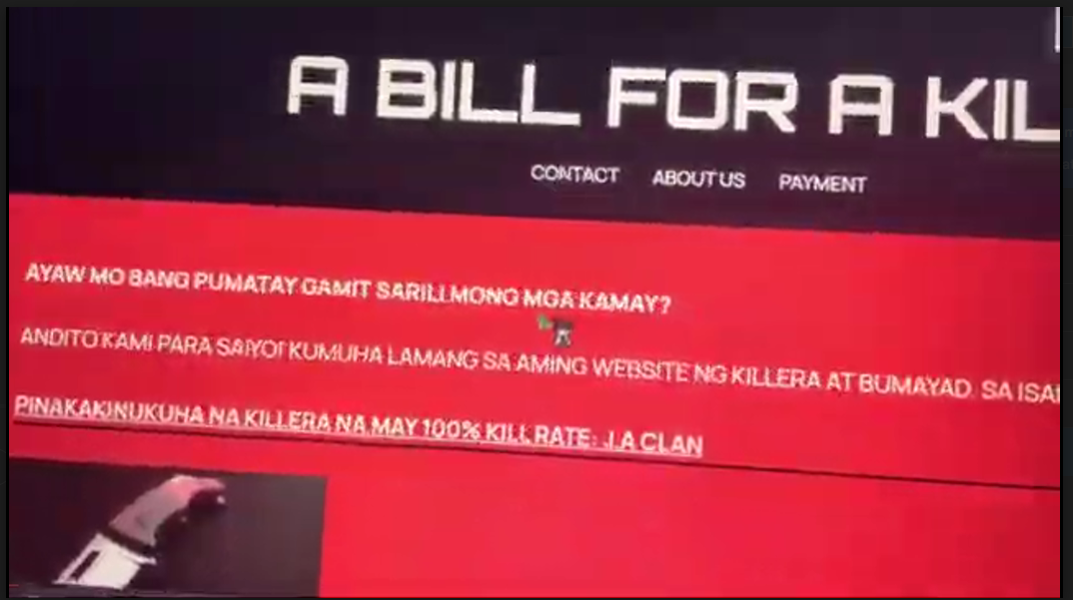 A BILL FOR A KIL
CONTACT ABOUT US PAYMENT
AYAW MO BANG PUMATAY GAMIT SARILI MONG MGA KAMAY?
ANDITO KAMI PARA SAIYO! KUMUHA LAMANG SA AMING WEBSITE NG KILLERA AT BUMAYAD. SA ISA
PINAKAKINUKUHA NA KILLERA NA MAY 100% KILL RATE: J.A CLAN